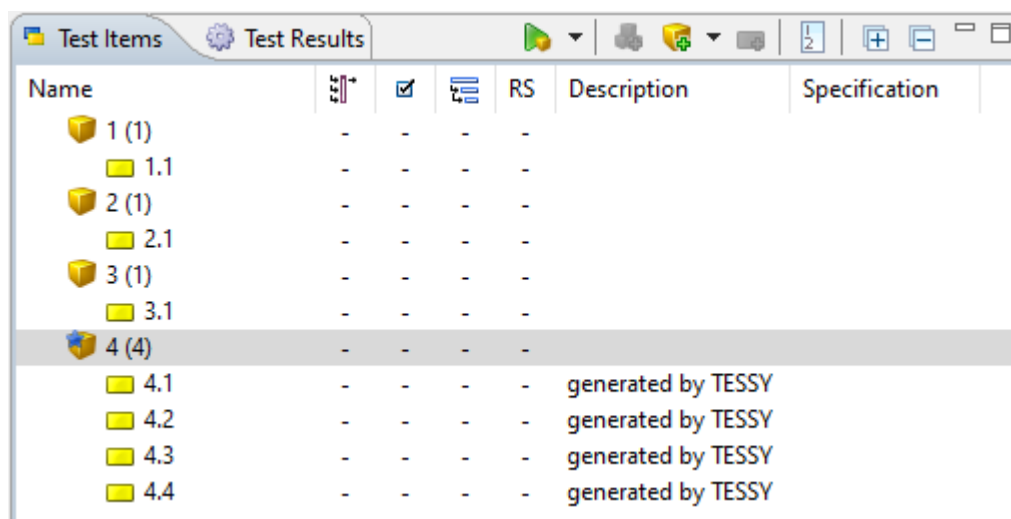 Test Items Test Results 1 2
Name RS Description Specification
1 (1) - - - -
1.1 - - - -
2 (1) - - - -
2.1 - - - -
3 (1) - - - -
3.1 - - - -
4 (4) - - - -
4.1 - - - - generated by TESSY
4.2 - - - - generated by TESSY
4.3 - - - - generated by TESSY
4.4 - - - - generated by TESSY